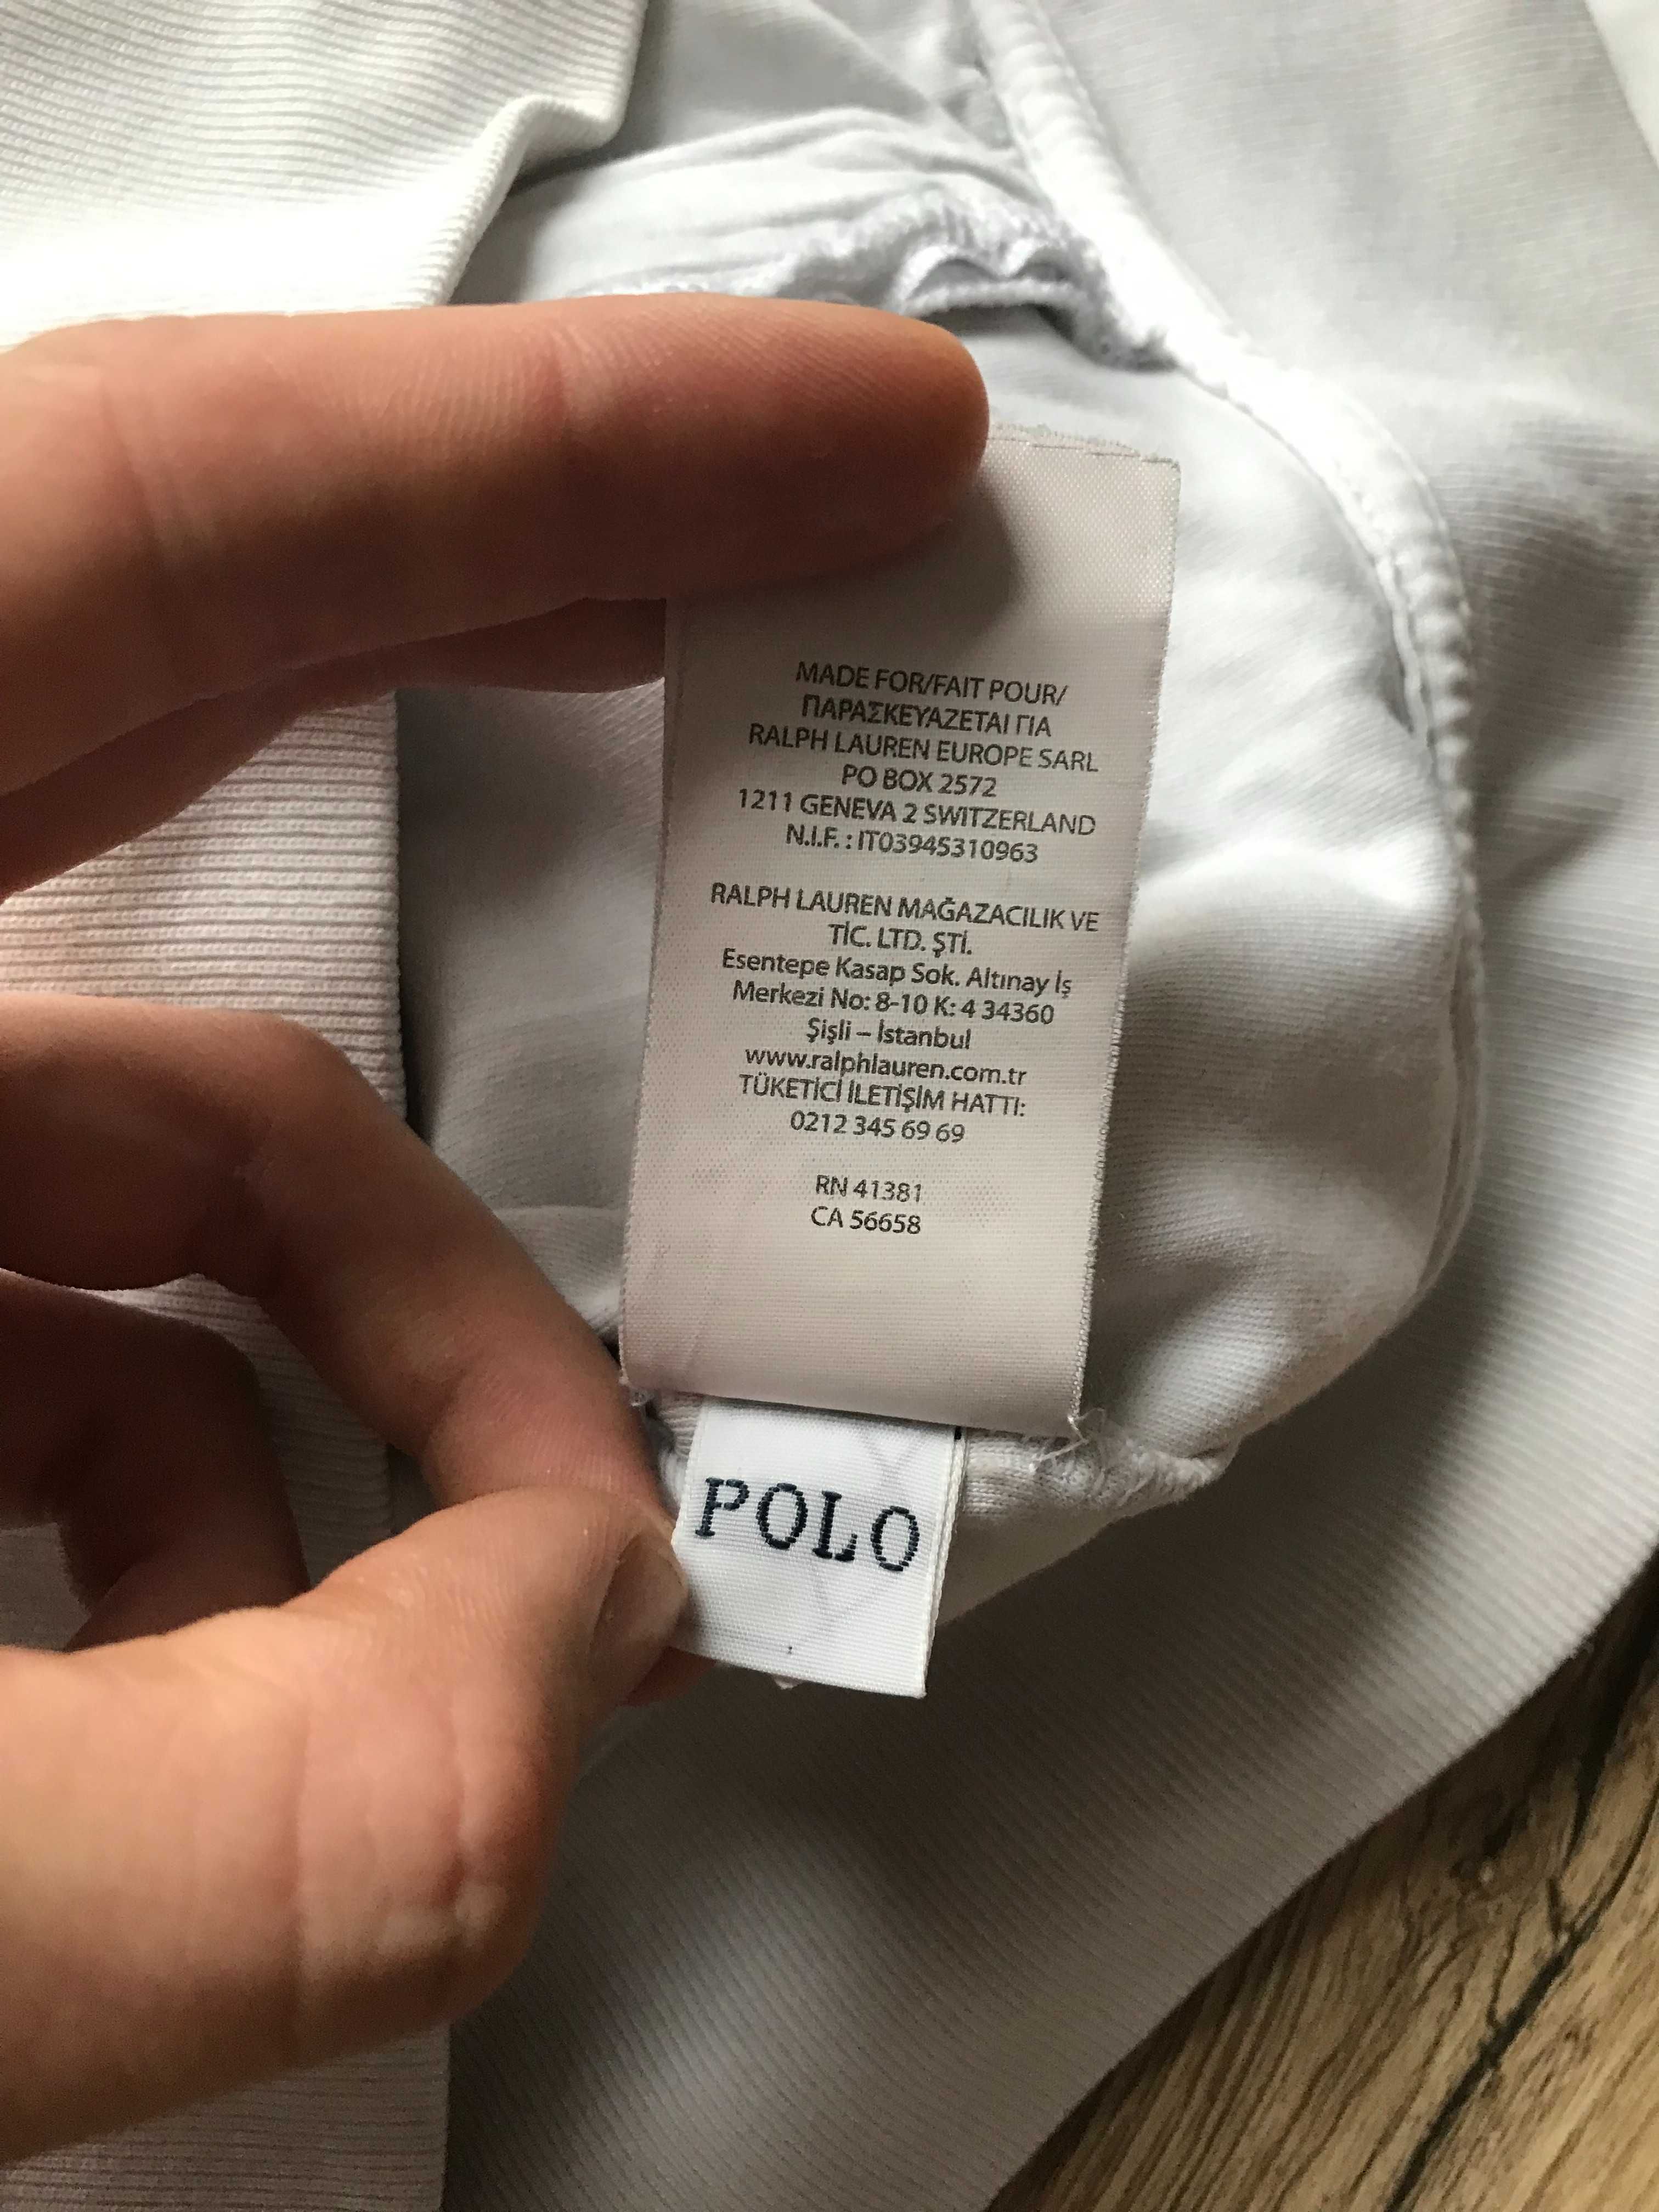 MADE FOR/FAIT POUR/
ΠΑΡΑΣΚΕΥΑΖΕΤΑΙ ΓΙΑ
RALPH LAUREN EUROPE SARL
PO BOX 2572
1211 GENEVA 2 SWITZERLAND
N.I.F. : IT03945310963
RALPH LAUREN MAĞAZACILIK VE
TİC. LTD. ŞTİ.
Esentepe Kasap Sok. Altınay İş
Merkezi No: 8-10 K: 4 34360
Şişli – İstanbul
www.ralphlauren.com.tr
TÜKETİCİ İLETİŞİM HATTI:
0212 345 69 69
RN 41381
CA 56658
POLO